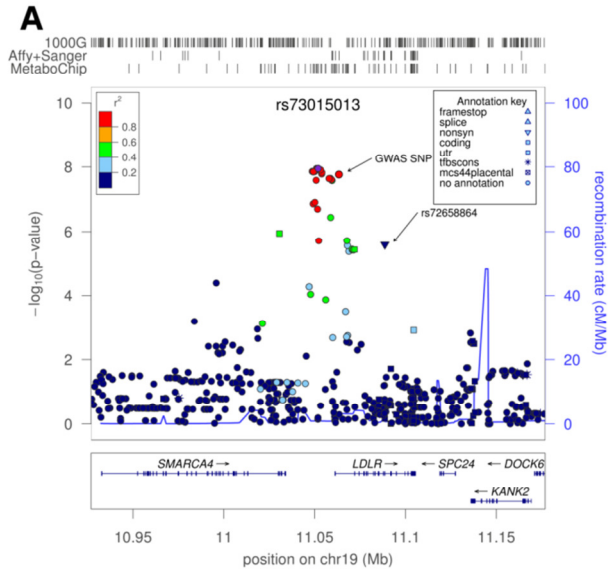 A
1000G
Affy+Sanger
MetaboChip
r²
0.8
0.6
0.4
0.2
rs73015013
Annotation key
framestop
splice
nonsyn
coding
utr
tfbscons
mcs44placental
no annotation
GWAS SNP
rs72658864
10
8
6
4
2
0
−log₁₀(p−value)
100
80
60
40
20
0
recombination rate (cM/Mb)
SMARCA4
LDLR
SPC24
DOCK6
KANK2
10.95
11
11.05
11.1
11.15
position on chr19 (Mb)